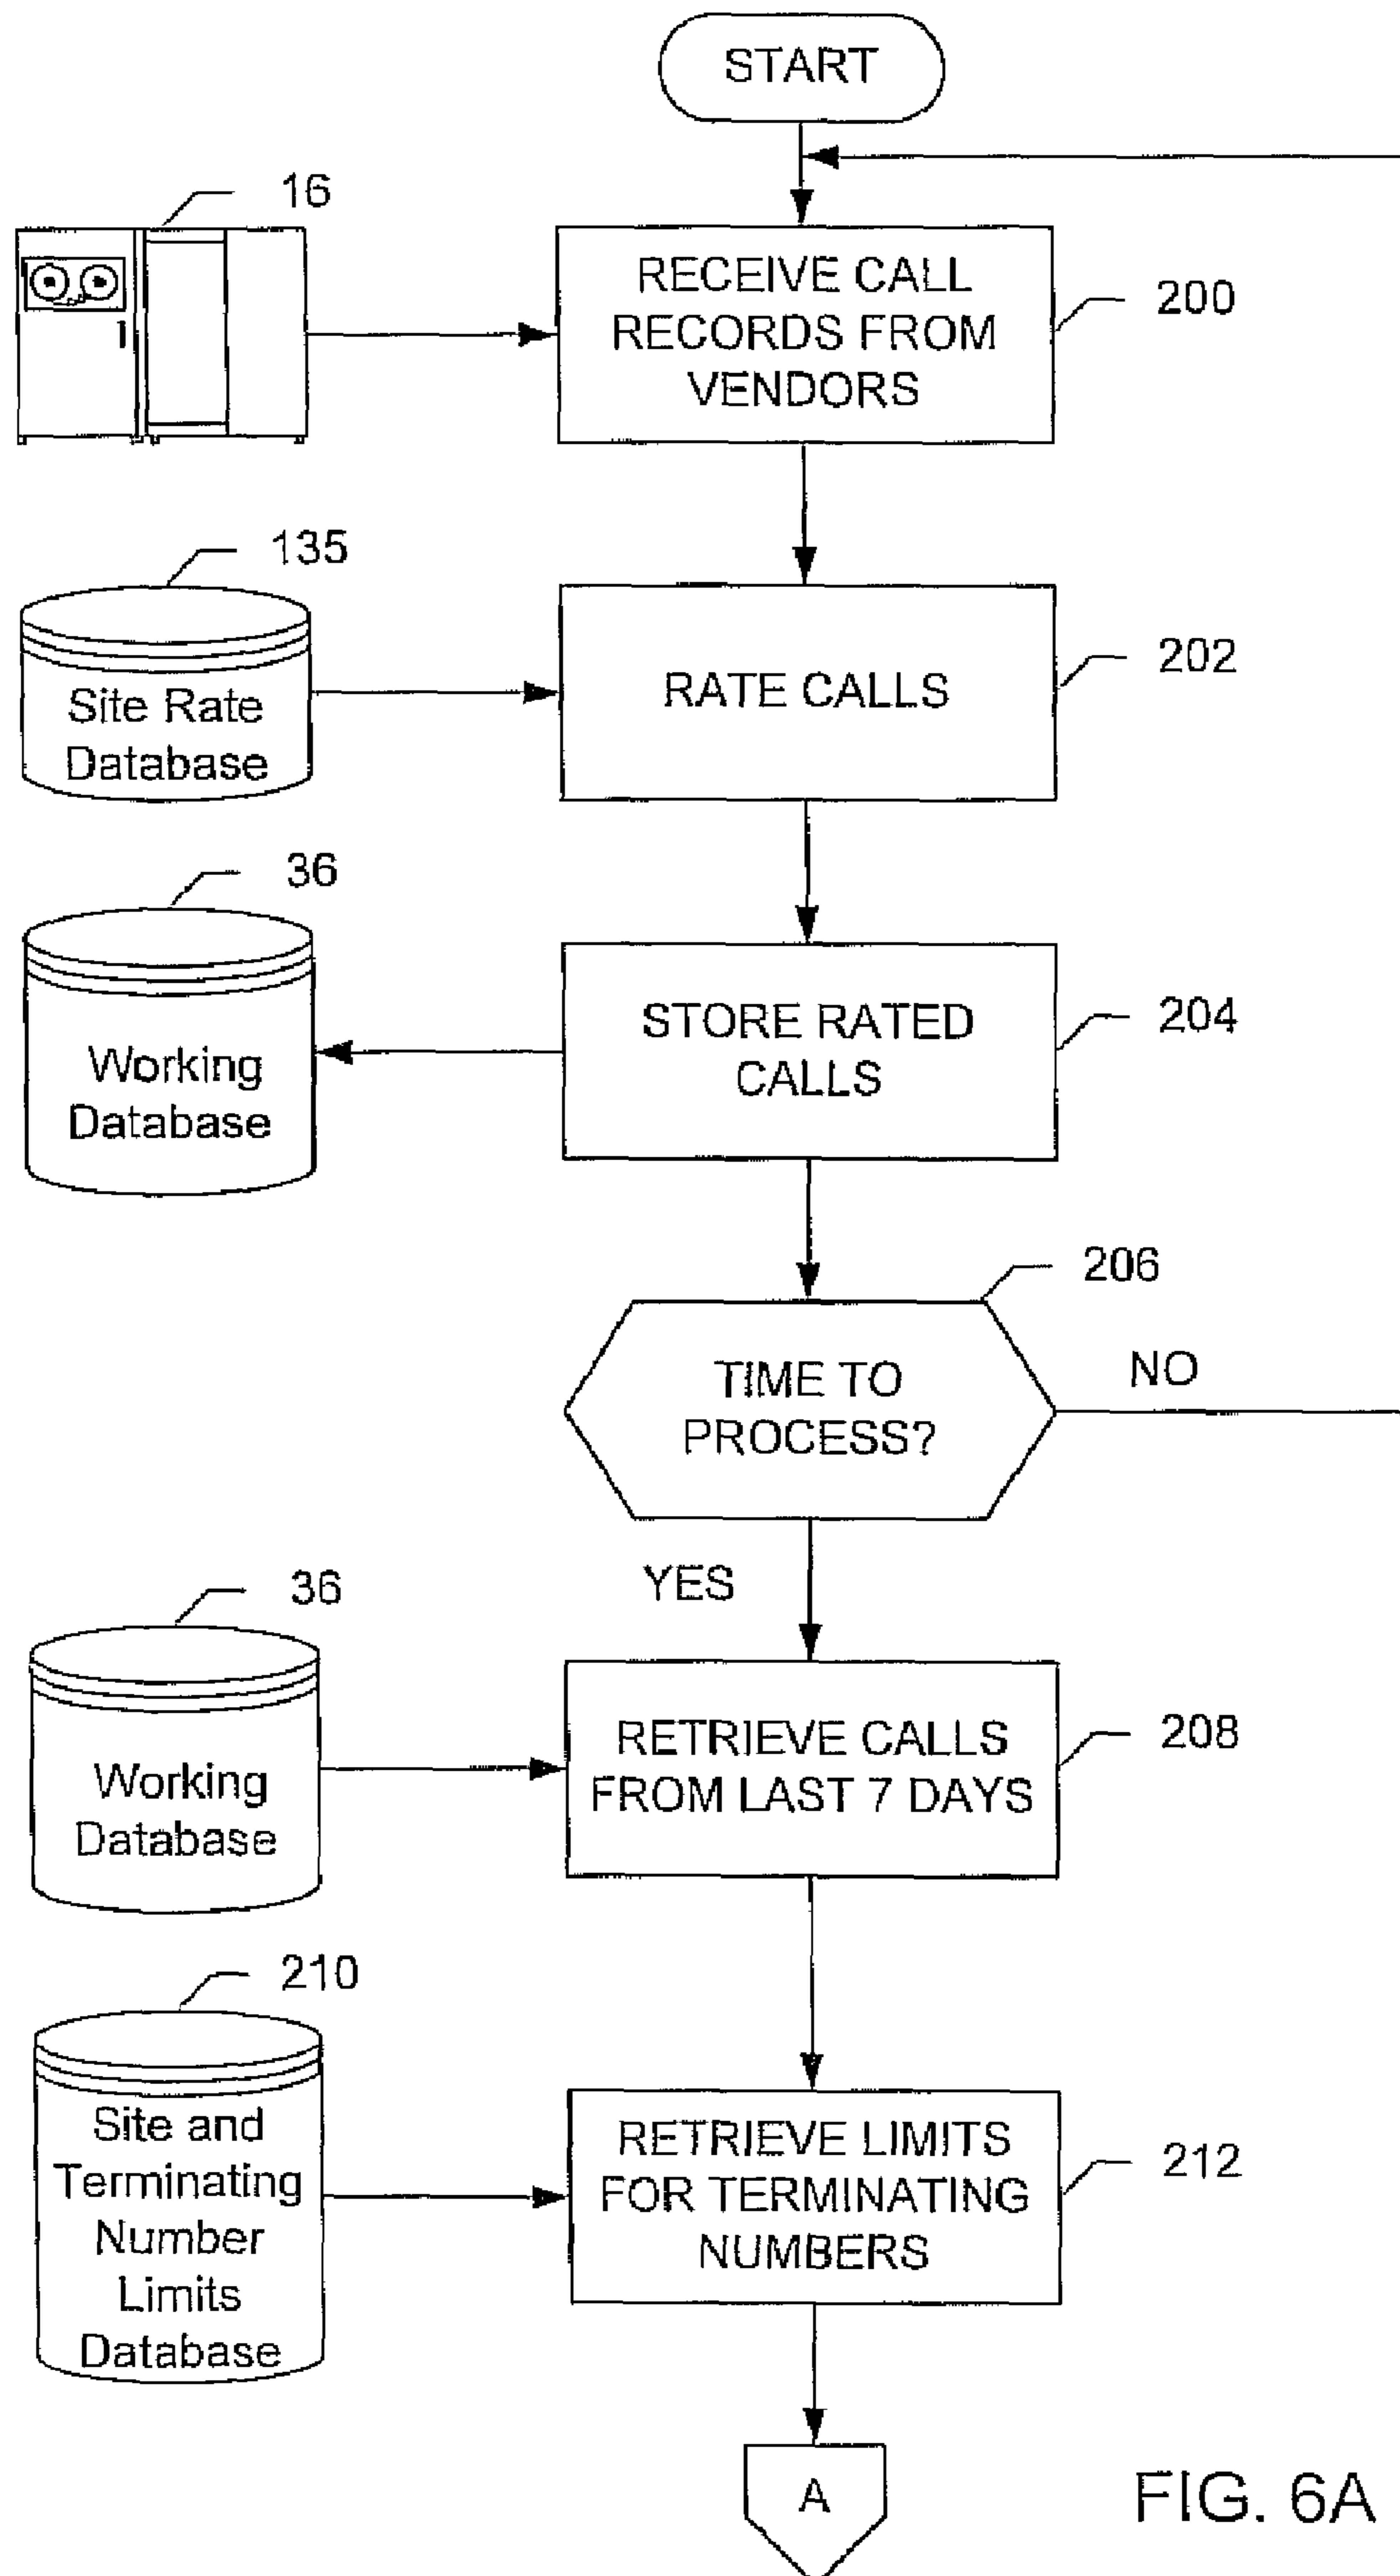 START
16
RECEIVE CALL
RECORDS FROM
VENDORS
200
135
Site Rate
Database
RATE CALLS
202
36
Working
Database
STORE RATED
CALLS
204
206
TIME TO
PROCESS?
NO
YES
36
Working
Database
RETRIEVE CALLS
FROM LAST 7 DAYS
208
210
Site and
Terminating
Number
Limits
Database
RETRIEVE LIMITS
FOR TERMINATING
NUMBERS
212
A
FIG. 6A